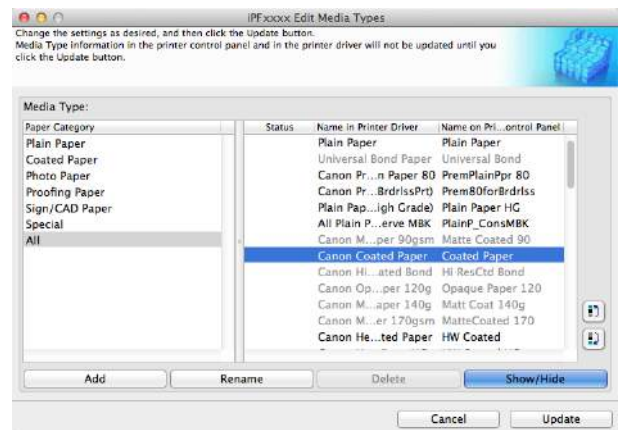 iPFxxxx Edit Media Types
Change the settings as desired, and then click the Update button.
Media Type information in the printer control panel and in the printer driver will not be updated until you
click the Update button.
Media Type:
Paper Category
Plain Paper
Coated Paper
Photo Paper
Proofing Paper
Sign/CAD Paper
Special
All
Status Name in Printer Driver Name on Pri...ontrol Panel
Plain Paper Plain Paper
Universal Bond Paper Universal Bond
Canon Pr...n Paper 80 PremPlainPpr 80
Canon Pr...BrdrlssPrt) Prem80forBrdrlss
Plain Pap...igh Grade) Plain Paper HG
All Plain P...erve MBK PlainP_ConsMBK
Canon M...per 90gsm Matte Coated 90
Canon Coated Paper Coated Paper
Canon Hi...ated Bond Hi-ResCtd Bond
Canon Op...per 120g Opaque Paper 120
Canon M...aper 140g Matt Coat 140g
Canon M...er 170gsm MatteCoated 170
Canon He...ted Paper HW Coated
Add Rename Delete Show/Hide
Cancel Update